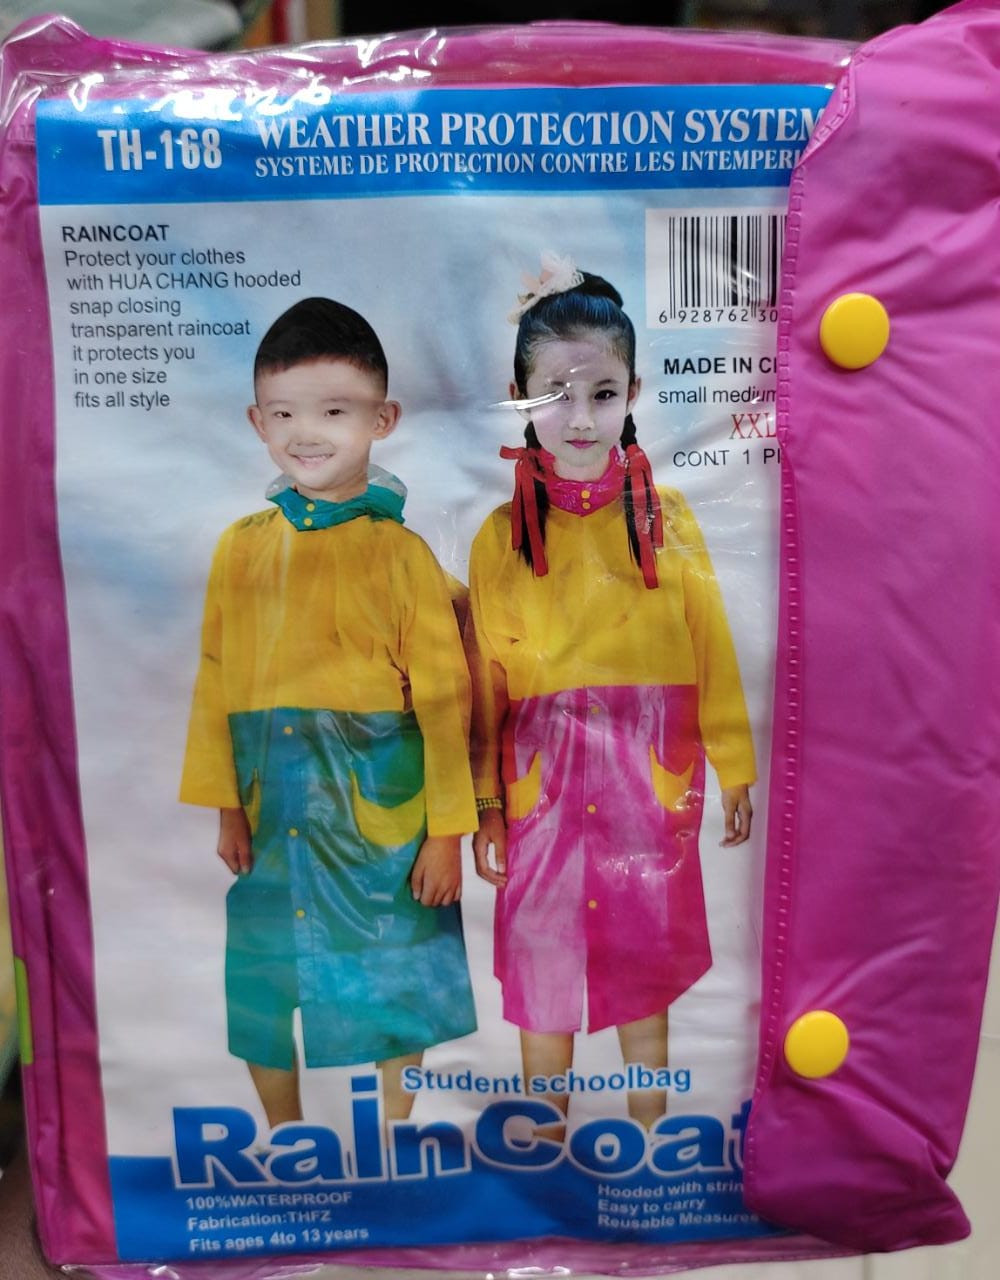 TH-168
WEATHER PROTECTION SYSTEM
SYSTEME DE PROTECTION CONTRE LES INTEMPERI
RAINCOAT
Protect your clothes
with HUA CHANG hooded
snap closing
transparent raincoat
it protects you
in one size
fits all style
6 928762 30
MADE IN C
small medium
XXL
CONT 1 P
Student schoolbag
RainCoat
100%WATERPROOF
Fabrication:THFZ
Fits ages 4to 13 years
Hooded with strin
Easy to carry
Reusable Measures